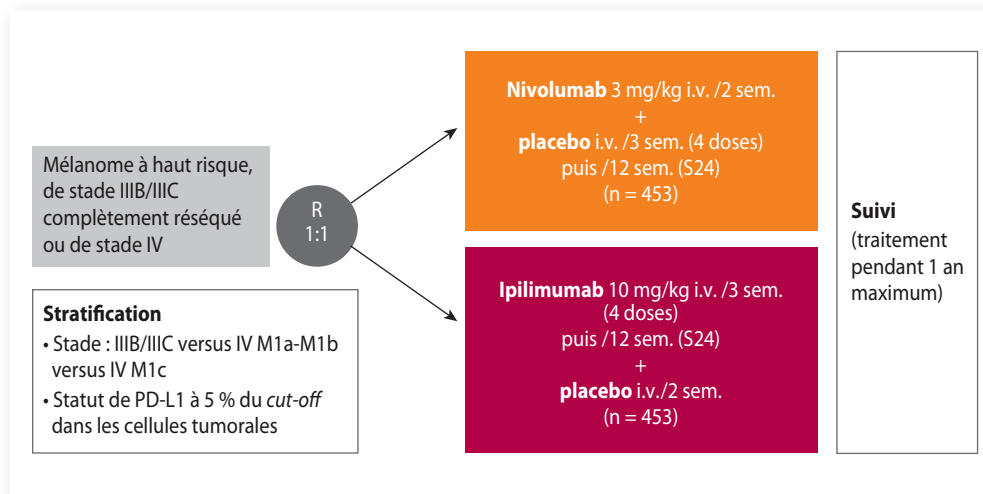 Mélanome à haut risque,
de stade IIIB/IIIC
complètement réséqué
ou de stade IV
Stratification
• Stade : IIIB/IIIC versus IV M1a-M1b
versus IV M1c
• Statut de PD-L1 à 5 % du cut-off
dans les cellules tumorales
R
1:1
Nivolumab 3 mg/kg i.v. /2 sem.
+
placebo i.v. /3 sem. (4 doses)
puis /12 sem. (S24)
(n = 453)
Ipilimumab 10 mg/kg i.v. /3 sem.
(4 doses)
puis /12 sem. (S24)
+
placebo i.v./2 sem.
(n = 453)
Suivi
(traitement
pendant 1 an
maximum)